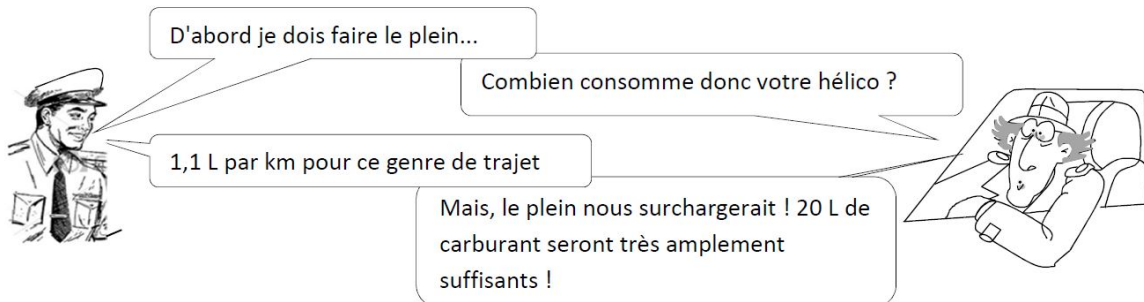 D'abord je dois faire le plein...
Combien consomme donc votre hélico ?
1,1 L par km pour ce genre de trajet
Mais, le plein nous surchargerait ! 20 L de
carburant seront très amplement
suffisants !